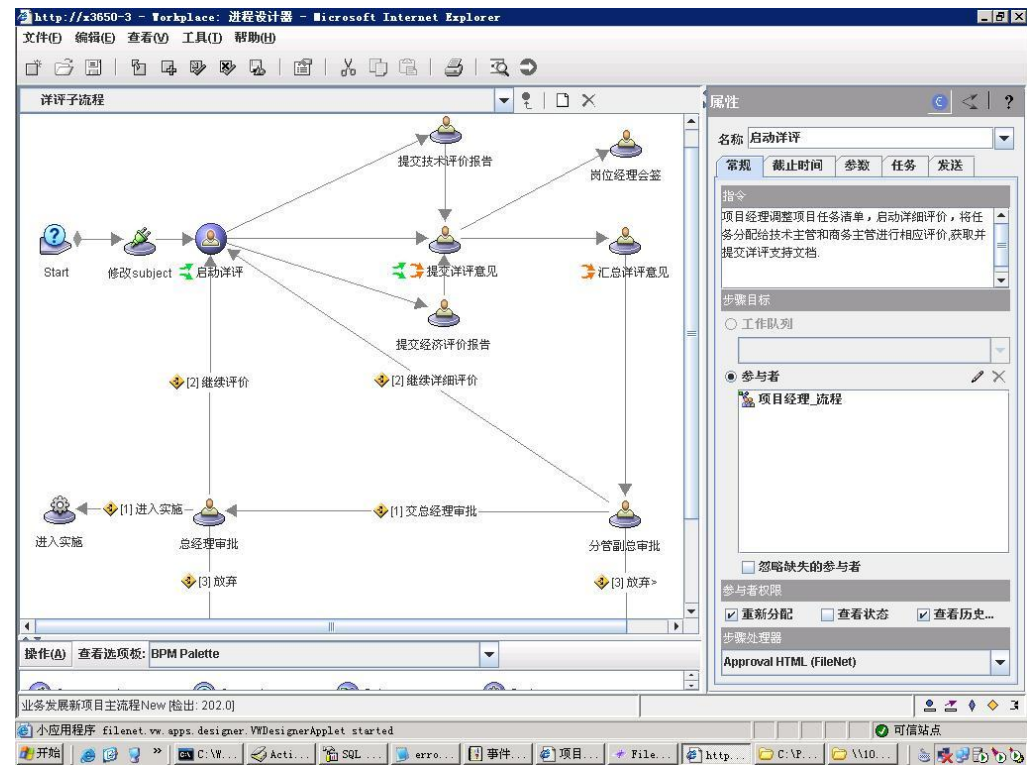 http://x3650-3 - Workplace: 进程设计器 - Microsoft Internet Explorer
文件(F) 编辑(E) 查看(V) 工具(I) 帮助(H)
详评子流程
属性
?
名称 启动详评
常规 截止时间 参数 任务 发送
指令
项目经理调整项目任务清单，启动详细评价，将任
务分配给技术主管和商务主管进行相应评价,获取并
提交详评支持文档.
步骤目标
工作队列
参与者
项目经理_流程
忽略缺失的参与者
参与者权限
重新分配 查看状态 查看历史...
步骤处理器
Approval HTML (FileNet)
提交技术评价报告
岗位经理会签
Start
修改subject
启动详评
提交详评意见
汇总详评意见
提交经济评价报告
[2] 继续评价
[2] 继续详细评价
[1] 进入实施
[1] 交总经理审批
进入实施
总经理审批
分管副总审批
[3] 放弃
[3] 放弃>
操作(A) 查看选项板: BPM Palette
业务发展新项目主流程New [检出: 202.0]
小应用程序 filenet.vw.apps.designer.VWDesignerApplet started
可信站点
开始 » C:\W... Acti... SQL ... erro... 事件... 项目... File... http... C:\P... \\10...